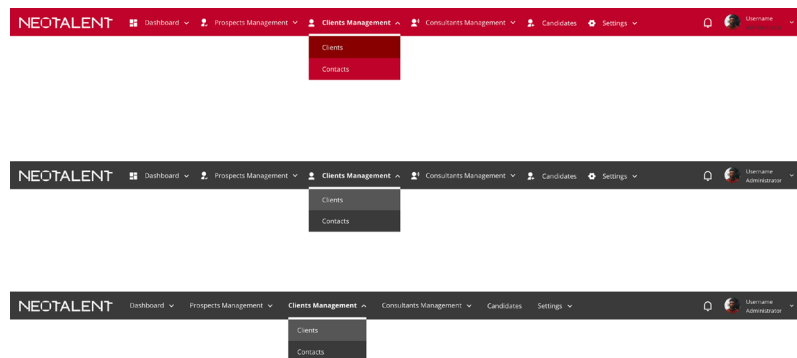 NEOTALENT Dashboard Prospects Management Clients Management Consultants Management Candidates Settings Username
Administrator
Clients
Contacts
NEOTALENT Dashboard Prospects Management Clients Management Consultants Management Candidates Settings Username
Administrator
Clients
Contacts
NEOTALENT Dashboard Prospects Management Clients Management Consultants Management Candidates Settings Username
Administrator
Clients
Contacts